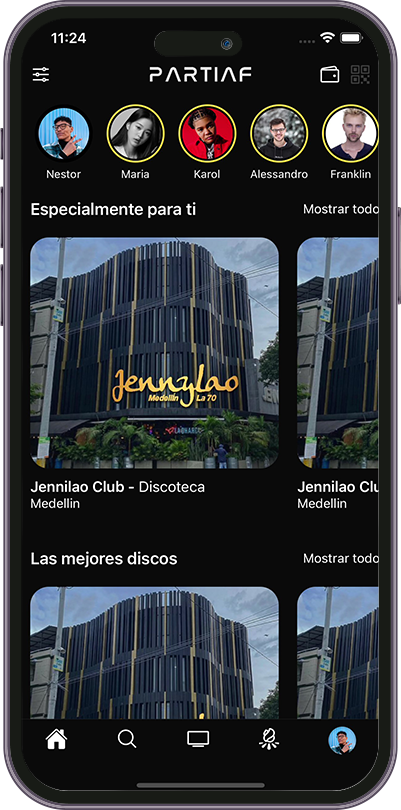 11:24
PARTIAF
Nestor
Maria
Karol
Alessandro
Franklin
Especialmente para ti
Mostrar todo
Jennylao
Medellín La 70
Jennilao Club - Discoteca
Medellin
Jennilao Clu
Medellin
Las mejores discos
Mostrar todo